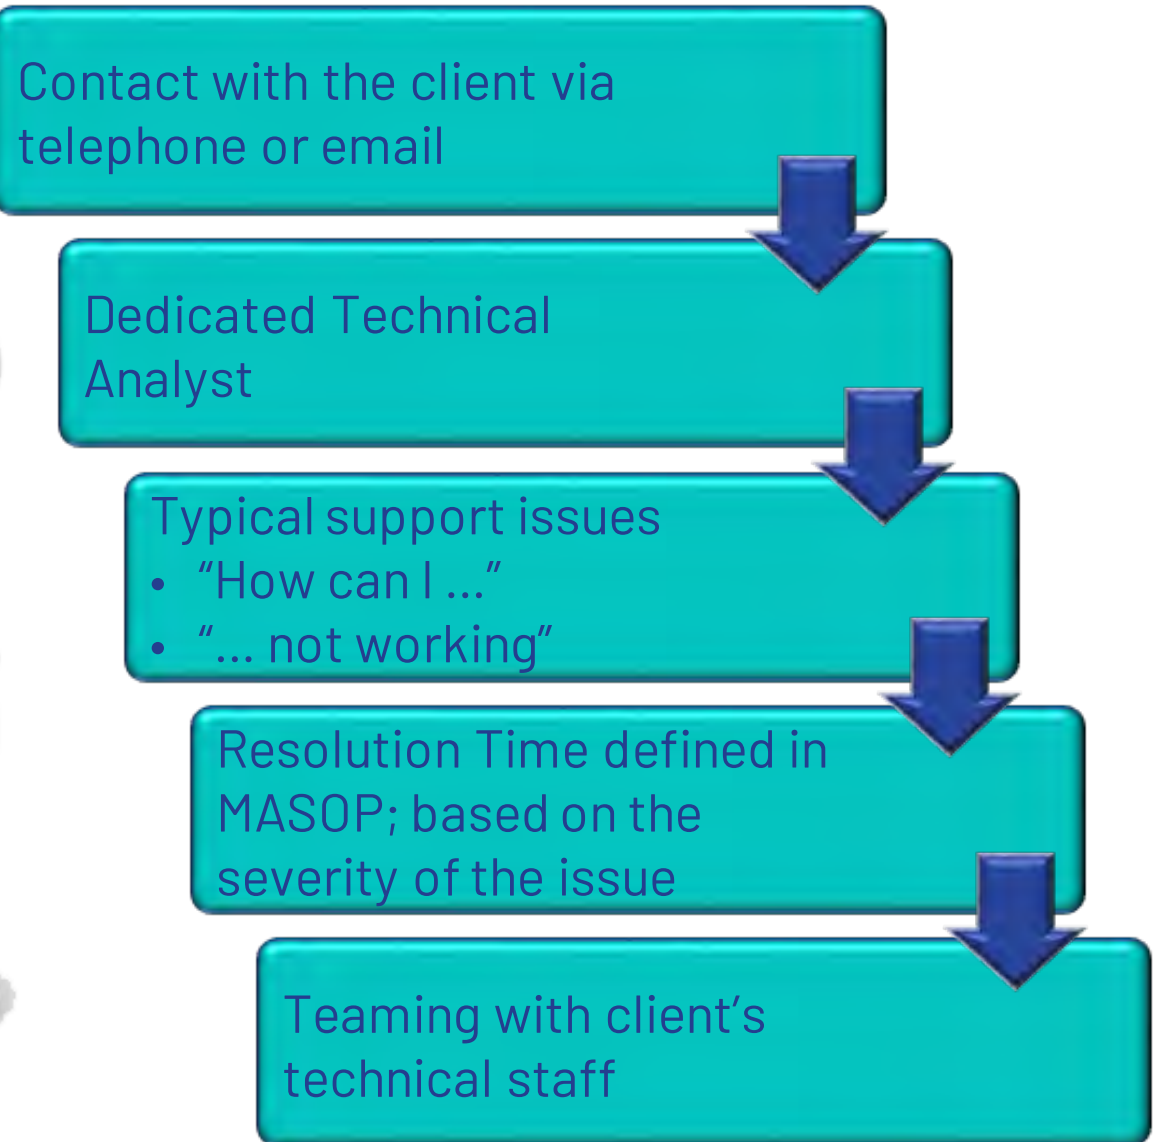 Contact with the client via
telephone or email
Dedicated Technical
Analyst
Typical support issues
• “How can I ...”
• “... not working”
Resolution Time defined in
MASOP; based on the
severity of the issue
Teaming with client’s
technical staff